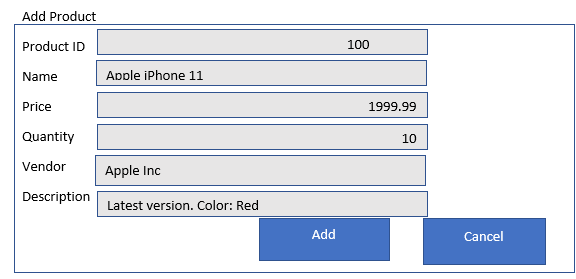 Add Product
Product ID 100
Name Apple iPhone 11
Price 1999.99
Quantity 10
Vendor Apple Inc
Description Latest version. Color: Red
Add Cancel